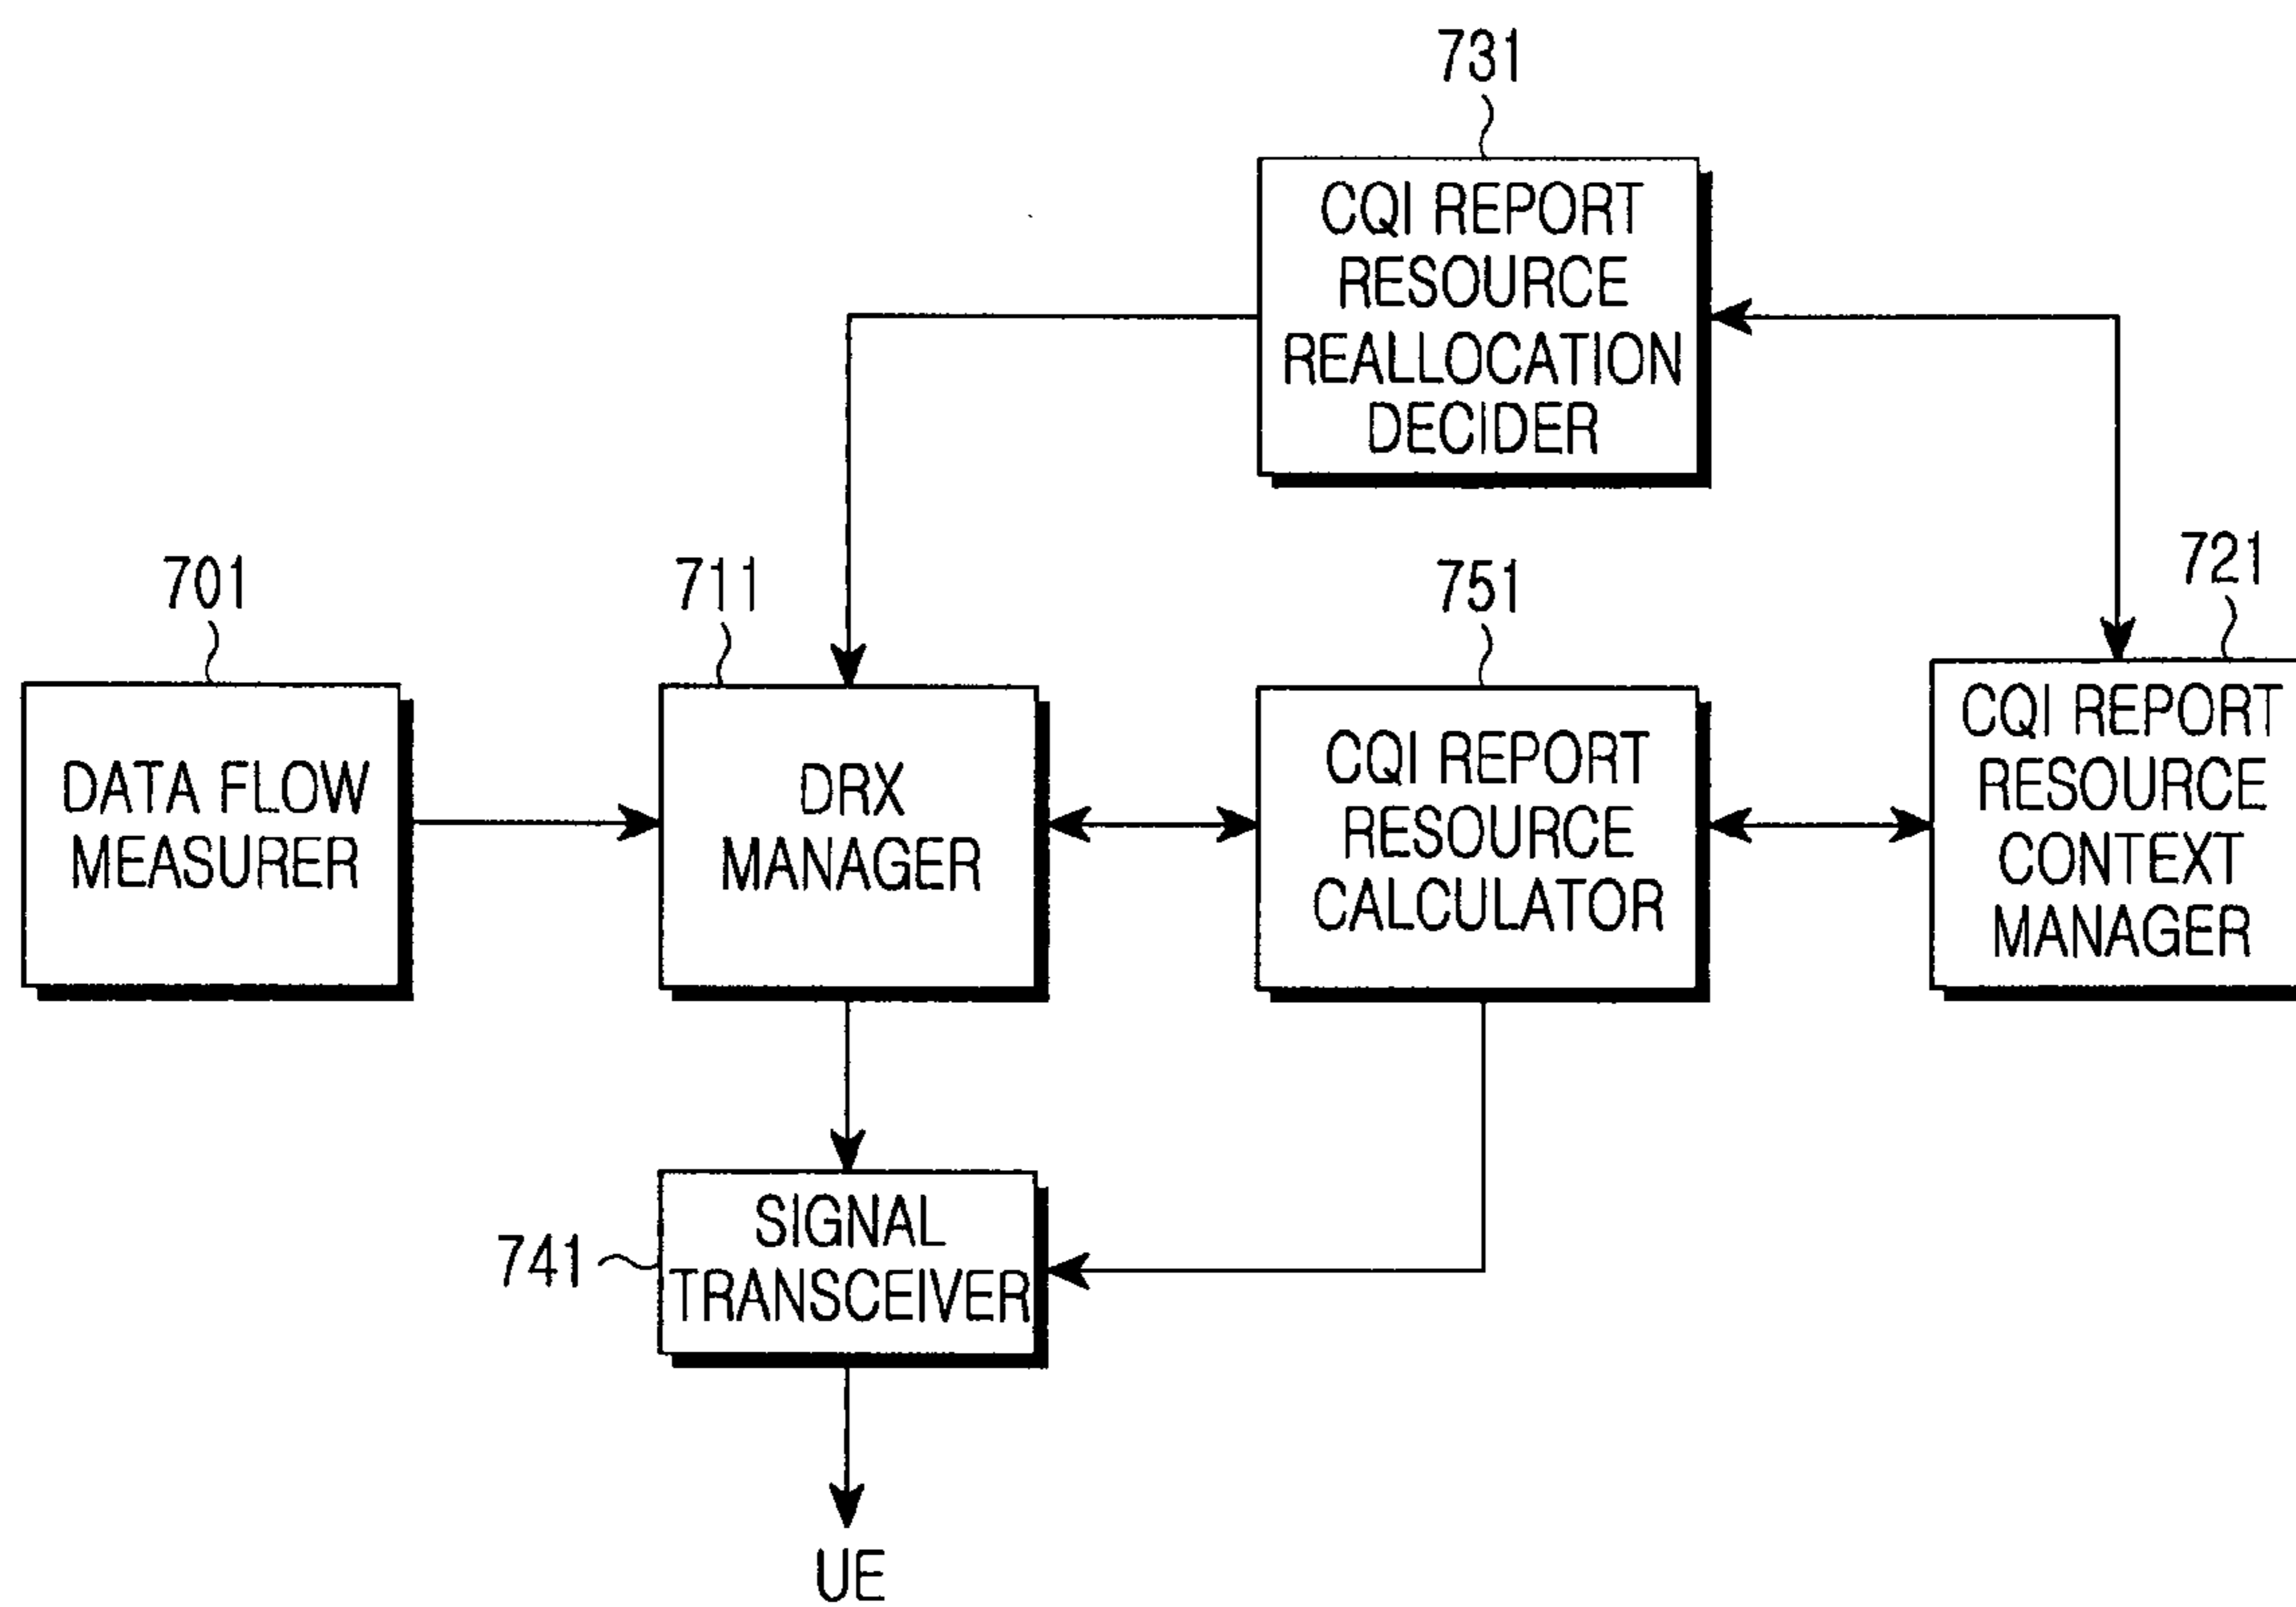 731
CQI REPORT
RESOURCE
REALLOCATION
DECIDER
701
DATA FLOW
MEASURER
711
DRX
MANAGER
751
CQI REPORT
RESOURCE
CALCULATOR
721
CQI REPORT
RESOURCE
CONTEXT
MANAGER
741
SIGNAL
TRANSCEIVER
UE